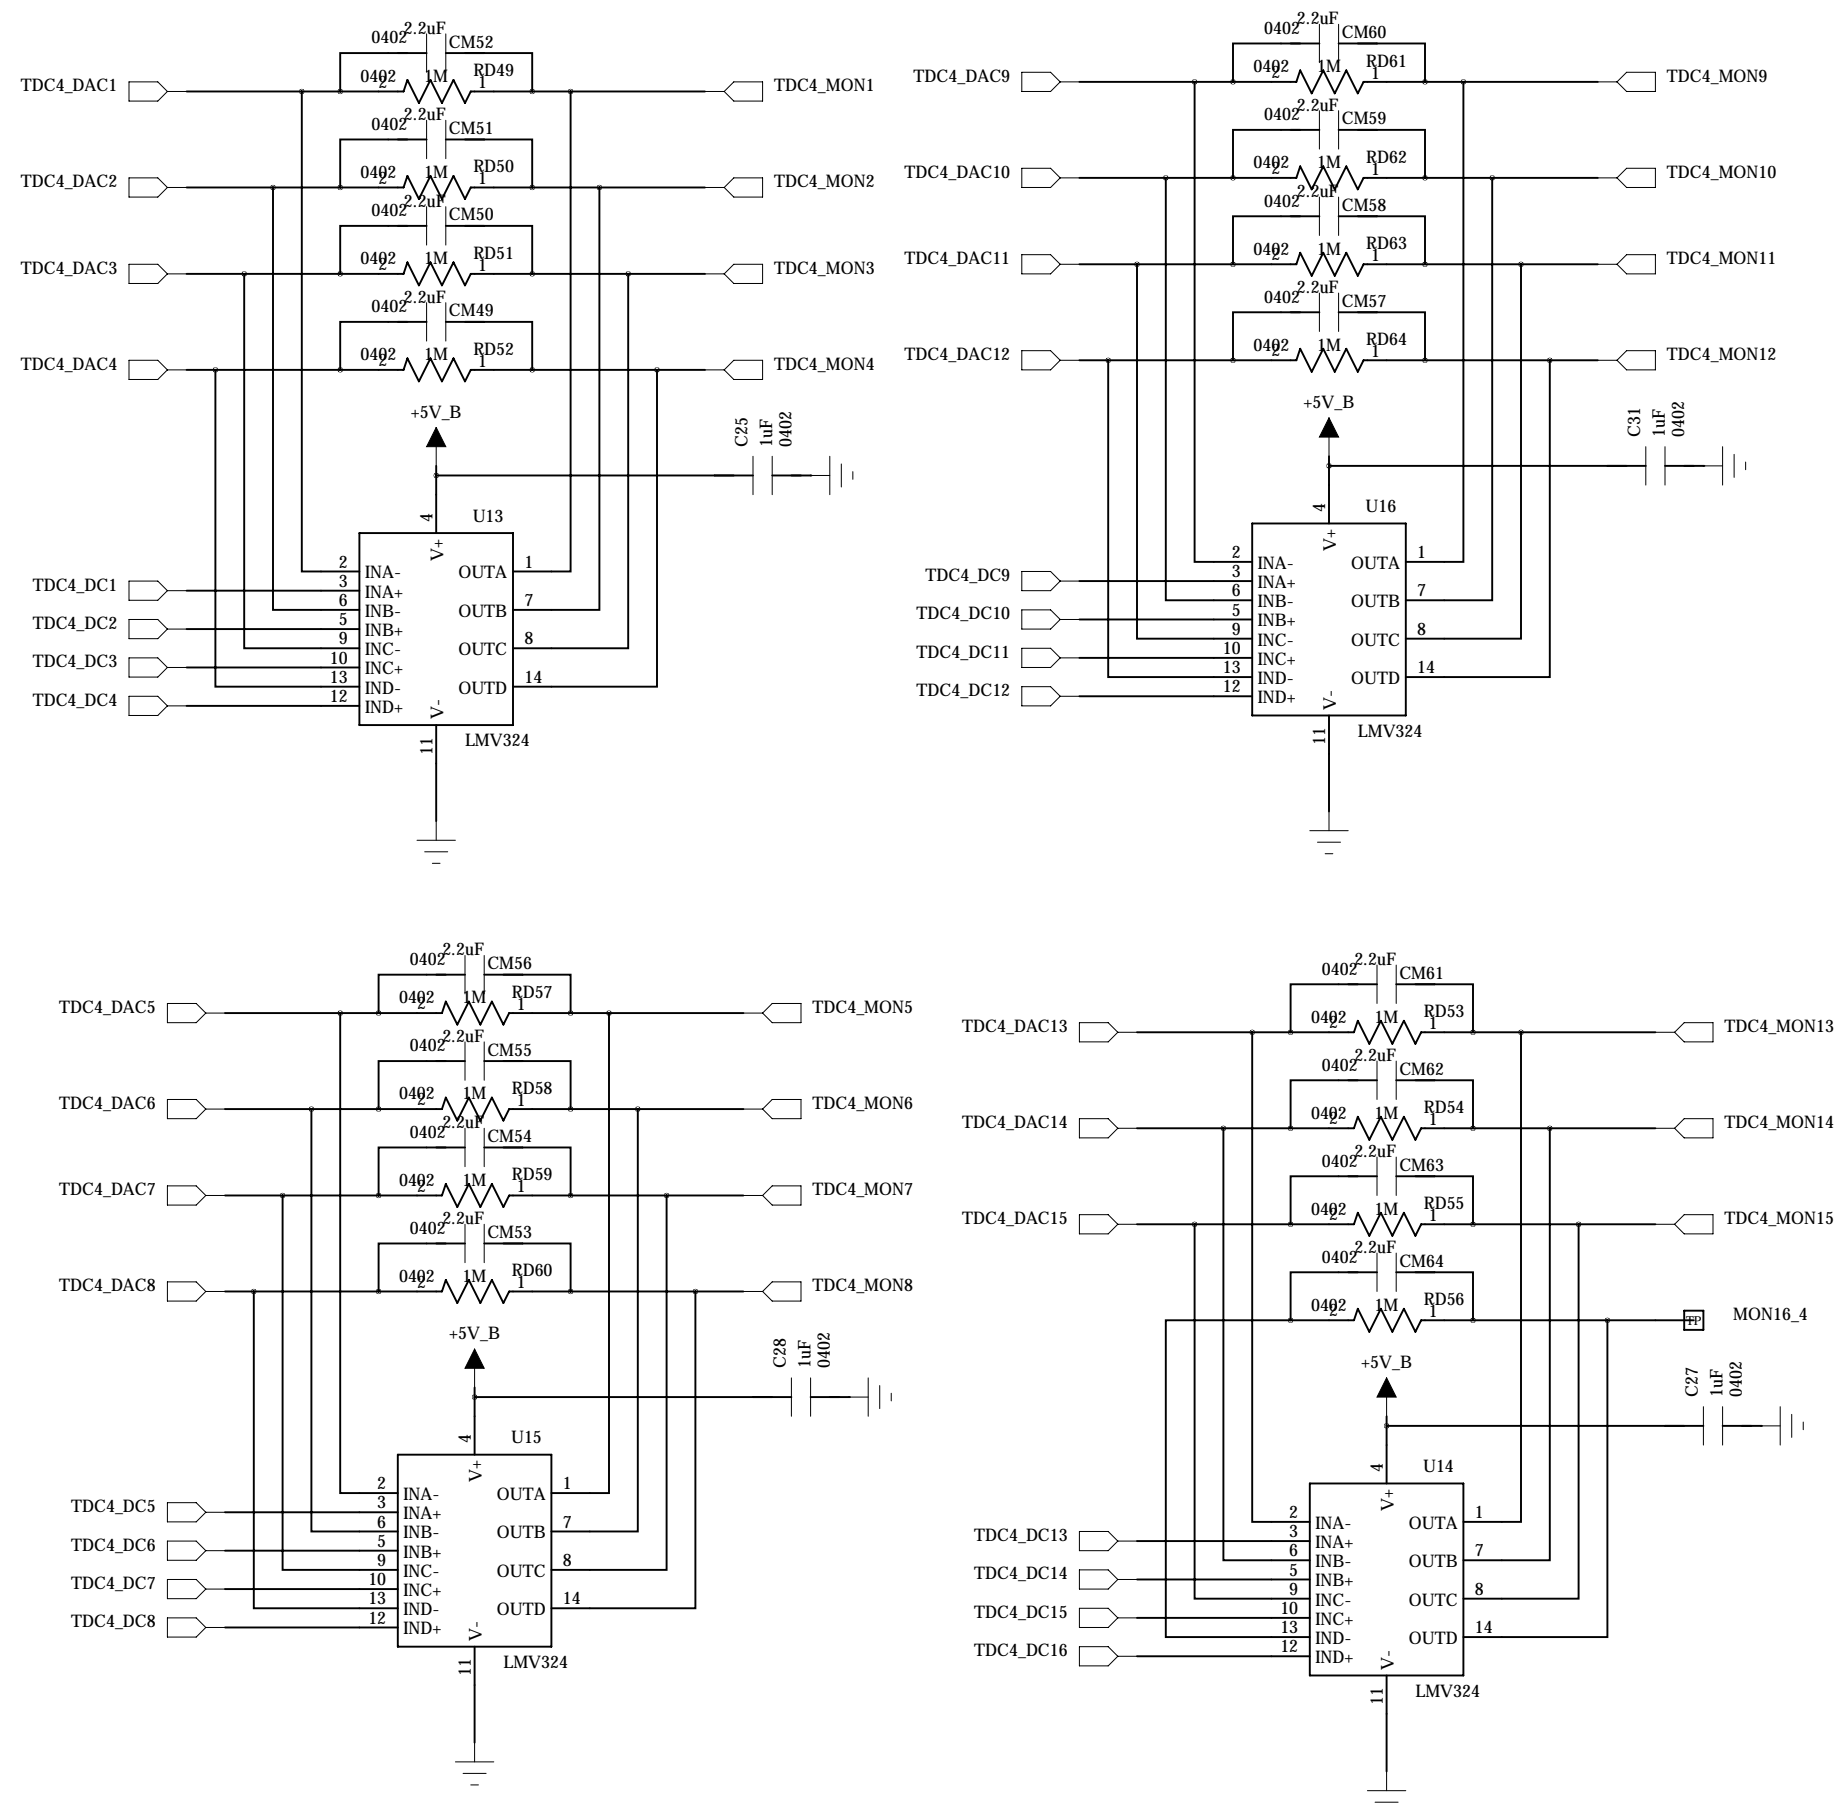 2.2uF
0402 CM52
0402 1M RD49
TDC4_DAC1 2 1 TDC4_MON1
2.2uF
0402 CM51
0402 1M RD50
TDC4_DAC2 2 1 TDC4_MON2
2.2uF
0402 CM50
0402 1M RD51
TDC4_DAC3 2 1 TDC4_MON3
2.2uF
0402 CM49
0402 1M RD52
TDC4_DAC4 2 1 TDC4_MON4
+5V_B
C25
1uF
0402
4 U13
V+
2 INA- OUTA 1
TDC4_DC1 3 INA+
6 INB- OUTB 7
TDC4_DC2 5 INB+
9 INC- OUTC 8
TDC4_DC3 10 INC+
13 IND- OUTD 14
TDC4_DC4 12 IND+
V-
11 LMV324
2.2uF
0402 CM60
0402 1M RD61
TDC4_DAC9 2 1 TDC4_MON9
2.2uF
0402 CM59
0402 1M RD62
TDC4_DAC10 2 1 TDC4_MON10
2.2uF
0402 CM58
0402 1M RD63
TDC4_DAC11 2 1 TDC4_MON11
2.2uF
0402 CM57
0402 1M RD64
TDC4_DAC12 2 1 TDC4_MON12
+5V_B
C31
1uF
0402
4 U16
V+
2 INA- OUTA 1
TDC4_DC9 3 INA+
6 INB- OUTB 7
TDC4_DC10 5 INB+
9 INC- OUTC 8
TDC4_DC11 10 INC+
13 IND- OUTD 14
TDC4_DC12 12 IND+
V-
11 LMV324
2.2uF
0402 CM56
0402 1M RD57
TDC4_DAC5 2 1 TDC4_MON5
2.2uF
0402 CM55
0402 1M RD58
TDC4_DAC6 2 1 TDC4_MON6
2.2uF
0402 CM54
0402 1M RD59
TDC4_DAC7 2 1 TDC4_MON7
2.2uF
0402 CM53
0402 1M RD60
TDC4_DAC8 2 1 TDC4_MON8
+5V_B
C28
1uF
0402
4 U15
V+
2 INA- OUTA 1
TDC4_DC5 3 INA+
6 INB- OUTB 7
TDC4_DC6 5 INB+
9 INC- OUTC 8
TDC4_DC7 10 INC+
13 IND- OUTD 14
TDC4_DC8 12 IND+
V-
11 LMV324
2.2uF
0402 CM61
0402 1M RD53
TDC4_DAC13 2 1 TDC4_MON13
2.2uF
0402 CM62
0402 1M RD54
TDC4_DAC14 2 1 TDC4_MON14
2.2uF
0402 CM63
0402 1M RD55
TDC4_DAC15 2 1 TDC4_MON15
2.2uF
0402 CM64
0402 1M RD56
2 1 TP MON16_4
+5V_B
C27
1uF
0402
4 U14
V+
2 INA- OUTA 1
TDC4_DC13 3 INA+
6 INB- OUTB 7
TDC4_DC14 5 INB+
9 INC- OUTC 8
TDC4_DC15 10 INC+
13 IND- OUTD 14
TDC4_DC16 12 IND+
V-
11 LMV324